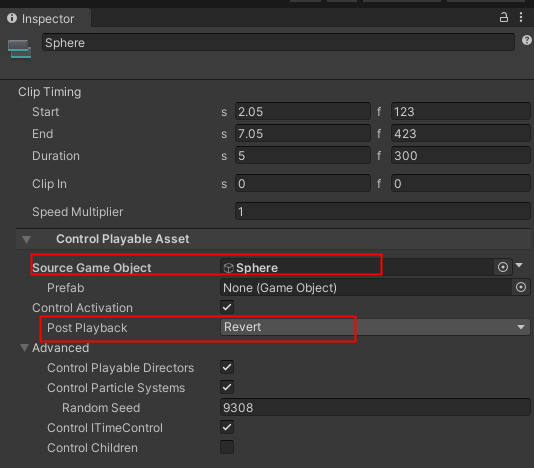 Inspector
Sphere
Clip Timing
Start s 2.05 f 123
End s 7.05 f 423
Duration s 5 f 300
Clip In s 0 f 0
Speed Multiplier 1
Control Playable Asset
Source Game Object Sphere
Prefab None (Game Object)
Control Activation
Post Playback Revert
Advanced
Control Playable Directors
Control Particle Systems
Random Seed 9308
Control ITimeControl
Control Children